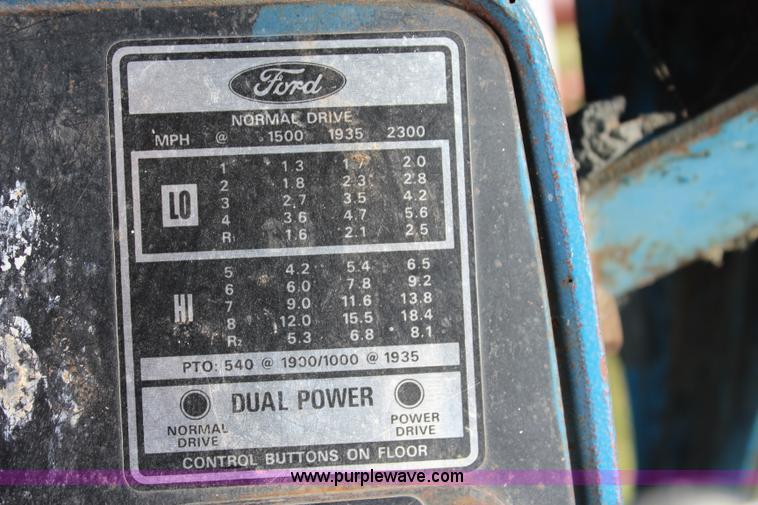 Ford
NORMAL DRIVE
MPH @ 1500 1935 2300
LO
1 1.3 1.7 2.0
2 1.8 2.3 2.8
3 2.7 3.5 4.2
4 3.6 4.7 5.6
R1 1.6 2.1 2.5
HI
5 4.2 5.4 6.5
6 6.0 7.8 9.2
7 9.0 11.6 13.8
8 12.0 15.5 18.4
R2 5.3 6.8 8.1
PTO: 540 @ 1900/1000 @ 1935
DUAL POWER
NORMAL DRIVE
POWER DRIVE
CONTROL BUTTONS ON FLOOR
www.purplewave.com